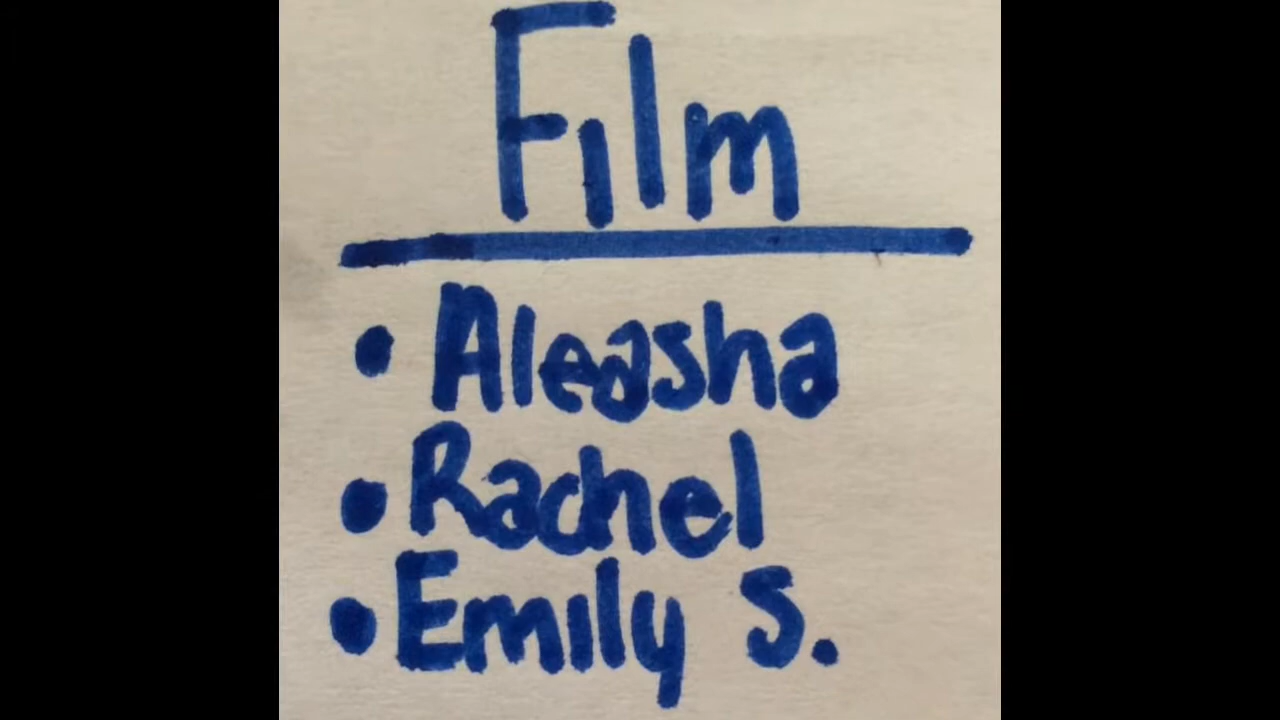 Film
• Aleasha
• Rachel
• Emily S.